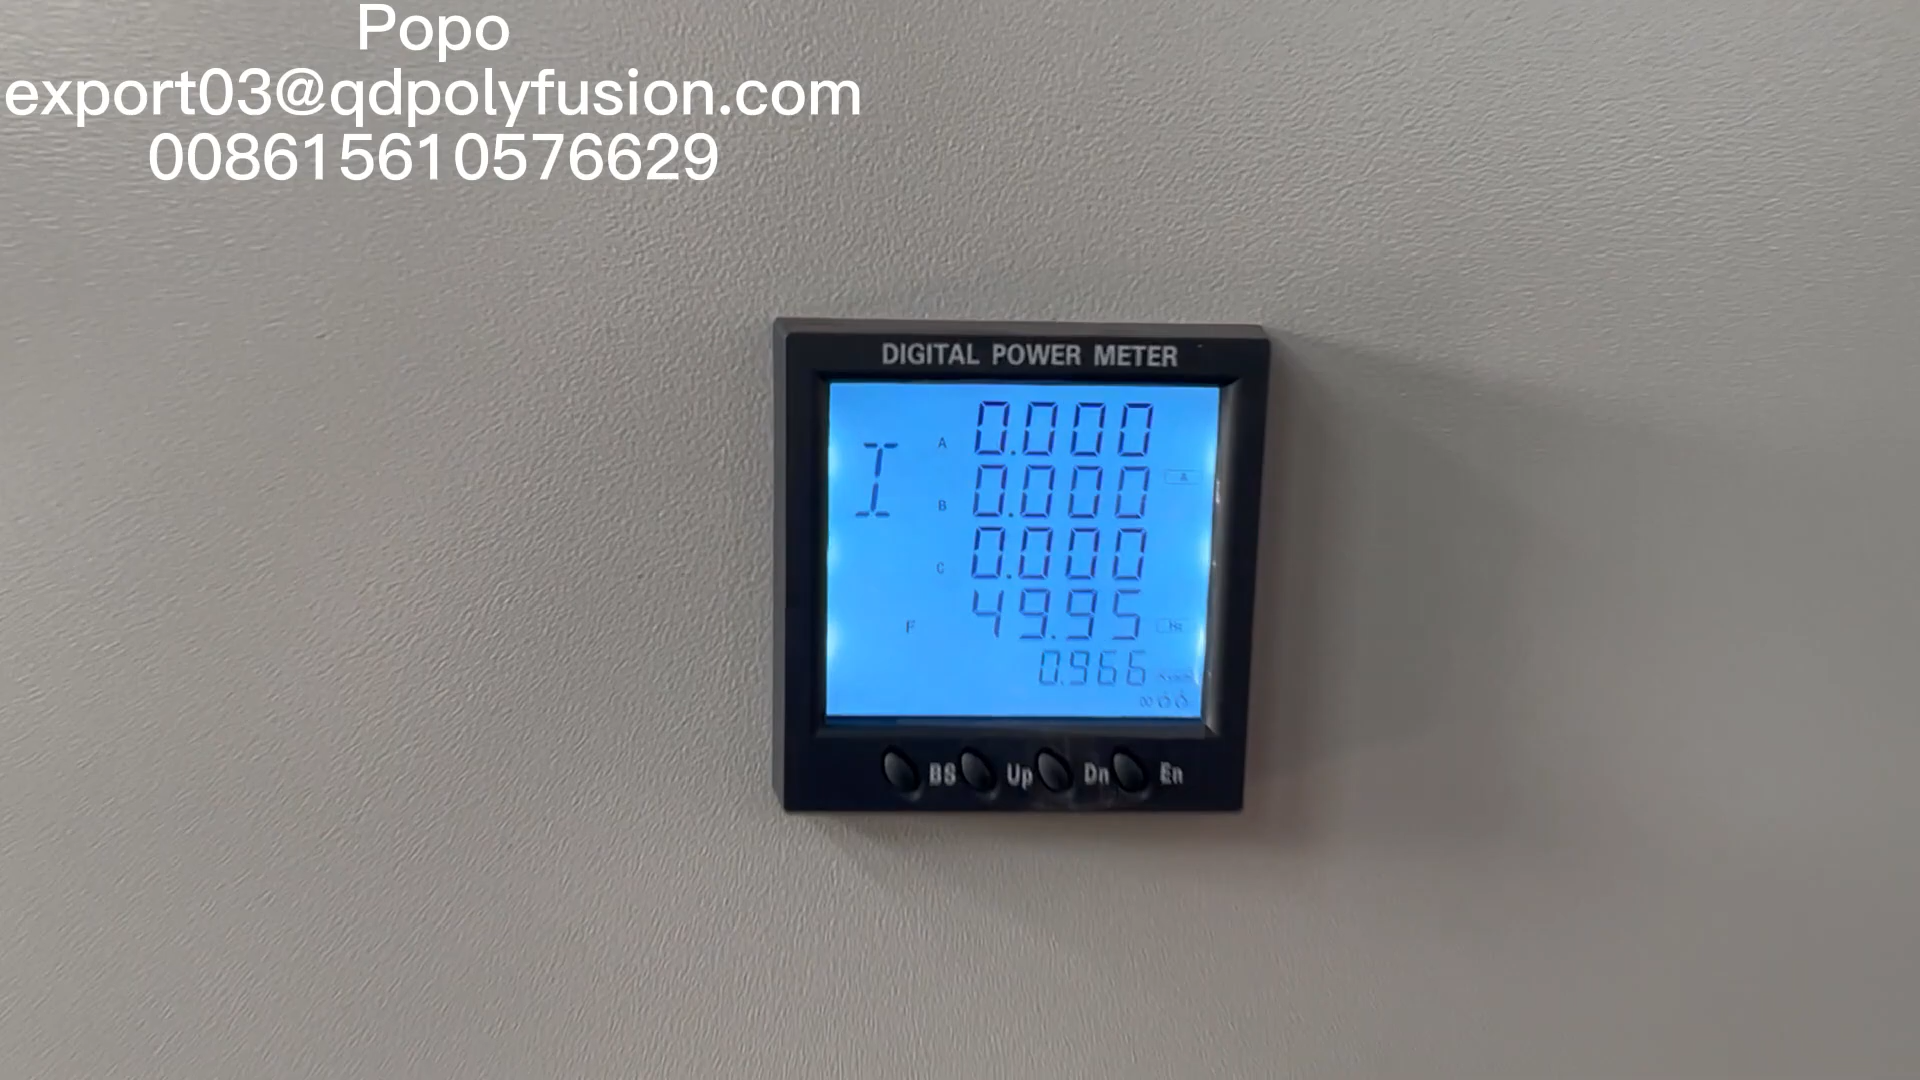 Popo
export03@qdpolyfusion.com
008615610576629
DIGITAL POWER METER
I
A 0.000
A
B 0.000
C 0.000
F 49.95 Hz
0.966
BS Up Dn En